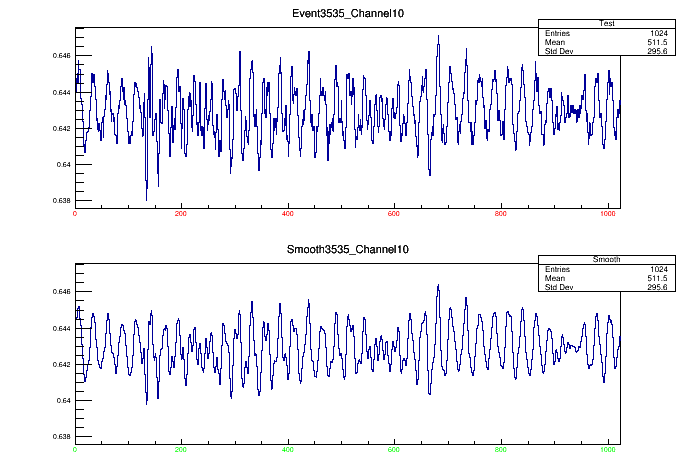 Event3535_Channel10
Test
Entries 1024
Mean 511.5
Std Dev 295.6
0.646
0.644
0.642
0.64
0.638
0 200 400 600 800 1000
Smooth3535_Channel10
Smooth
Entries 1024
Mean 511.5
Std Dev 295.6
0.646
0.644
0.642
0.64
0.638
0 200 400 600 800 1000